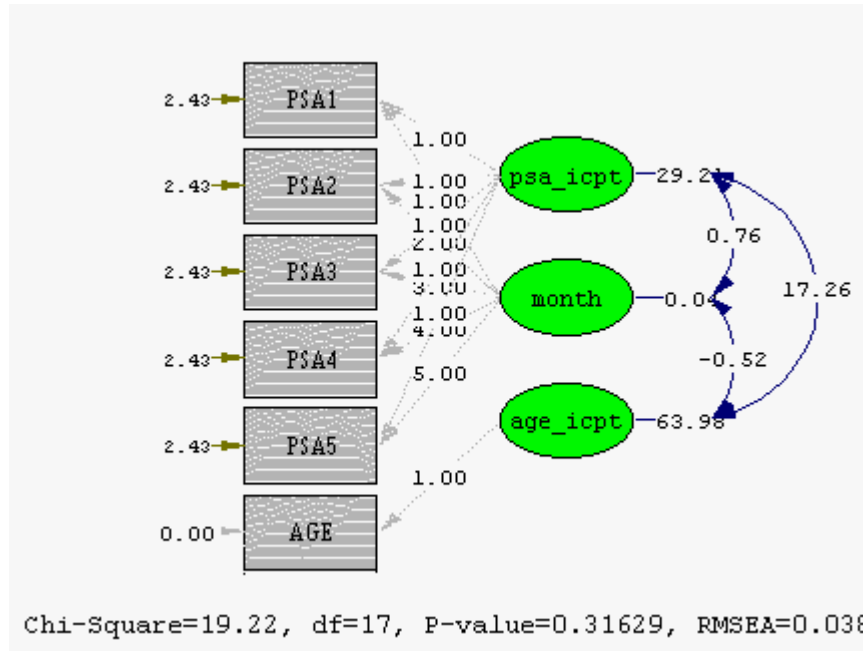 2.43 PSA1
1.00
psa_icpt 29.21
2.43 PSA2
1.00
1.00
1.00
2.00
0.76
2.43 PSA3
1.00
3.00
month 0.04
17.26
1.00
4.00
2.43 PSA4
-0.52
5.00
age_icpt 63.98
2.43 PSA5
1.00
0.00 AGE
Chi-Square=19.22, df=17, P-value=0.31629, RMSEA=0.038